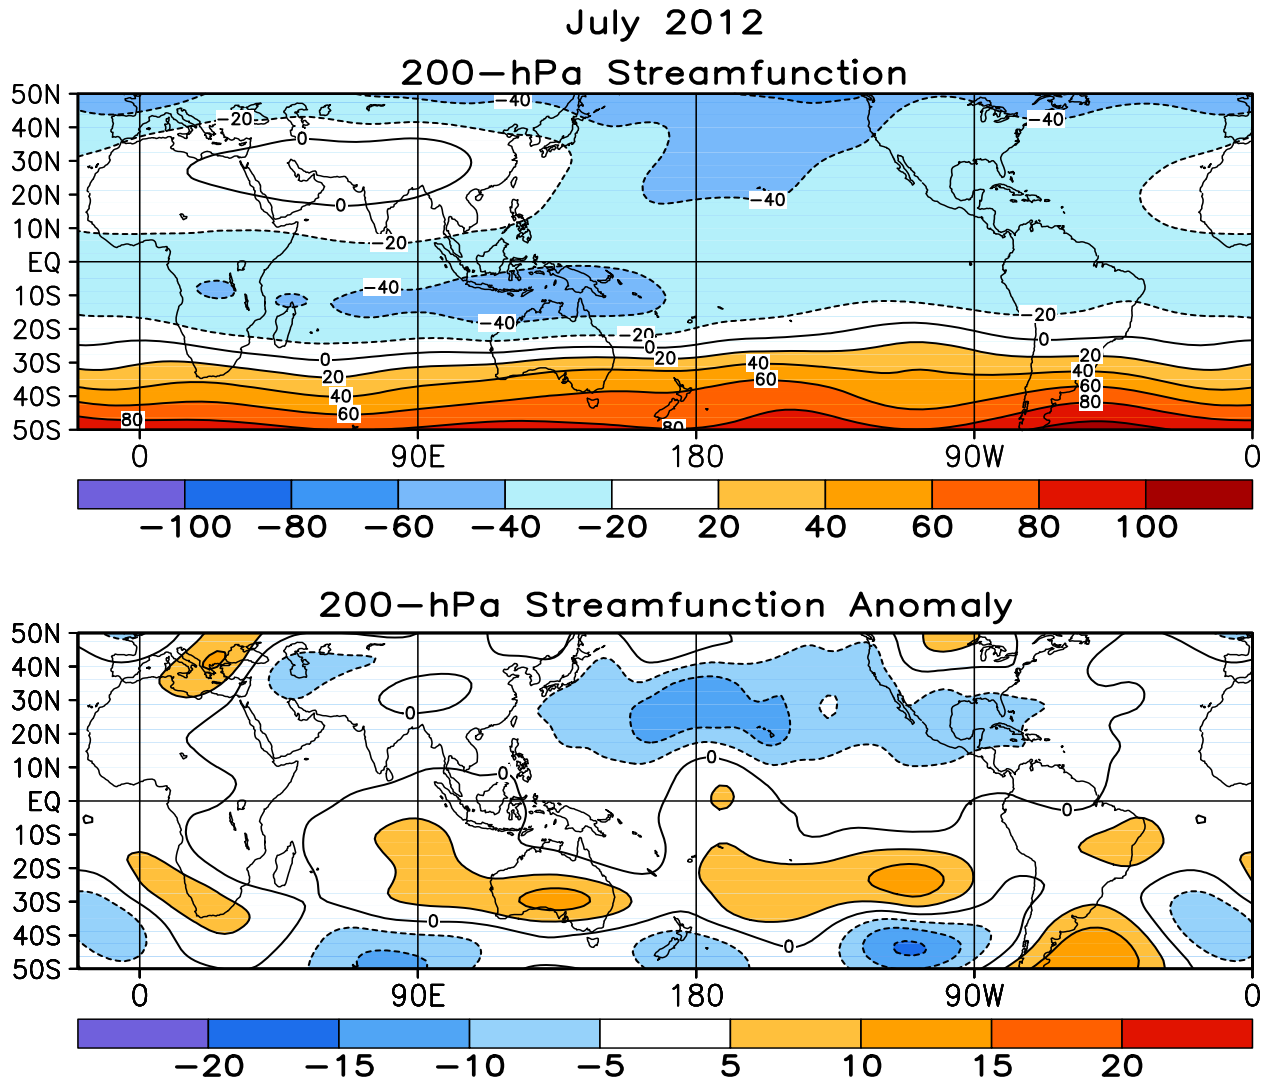 July 2012
200-hPa Streamfunction
50N
40N
30N
20N
10N
EQ
10S
20S
30S
40S
50S
-40
-20
-40
0
0
-40
-20
-40
-40
-20
-20
0
0
0
20
20
20
40
40
40
60
60
60
80
80
80
0 90E 180 90W 0
-100 -80 -60 -40 -20 20 40 60 80 100
200-hPa Streamfunction Anomaly
50N
40N
30N
20N
10N
EQ
10S
20S
30S
40S
50S
0
0
0
0
0
0
0 90E 180 90W 0
-20 -15 -10 -5 5 10 15 20